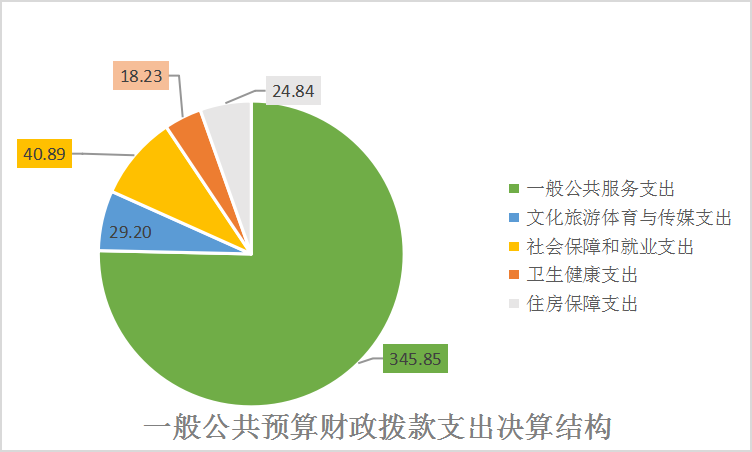 18.23
24.84
40.89
29.20
345.85
一般公共服务支出
文化旅游体育与传媒支出
社会保障和就业支出
卫生健康支出
住房保障支出
一般公共预算财政拨款支出决算结构